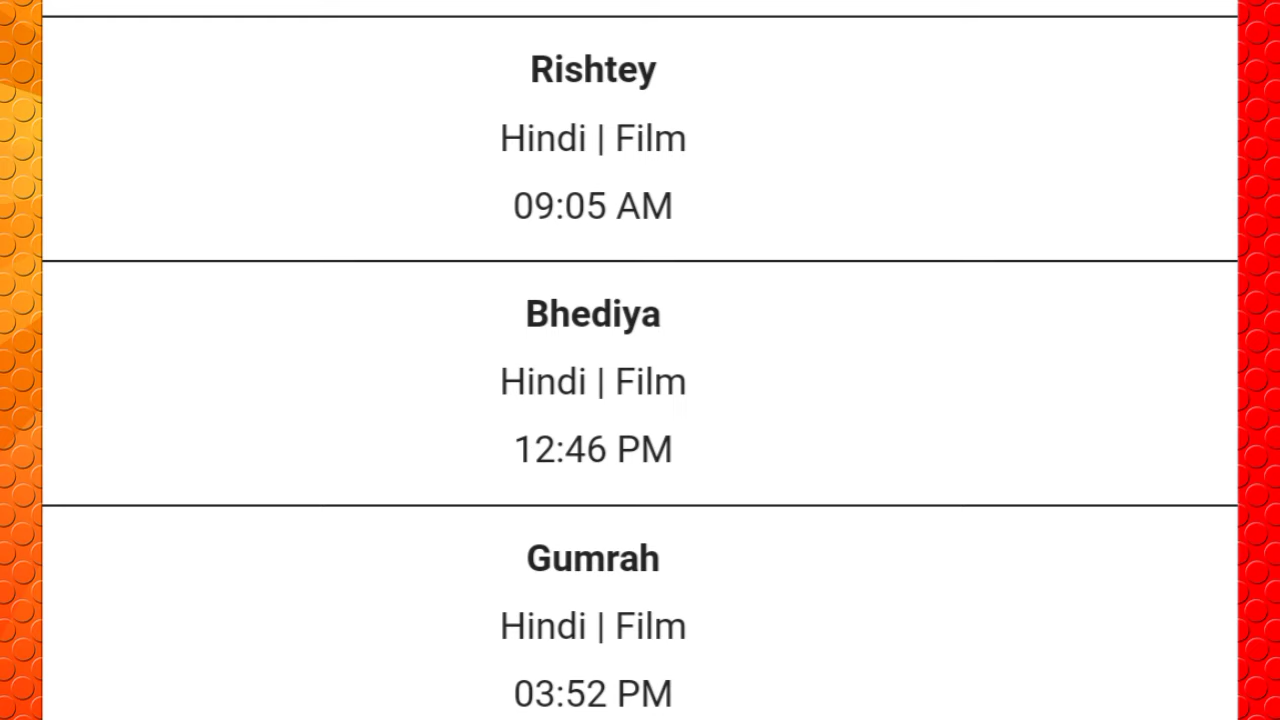 Rishtey
Hindi | Film
09:05 AM
Bhediya
Hindi | Film
12:46 PM
Gumrah
Hindi | Film
03:52 PM